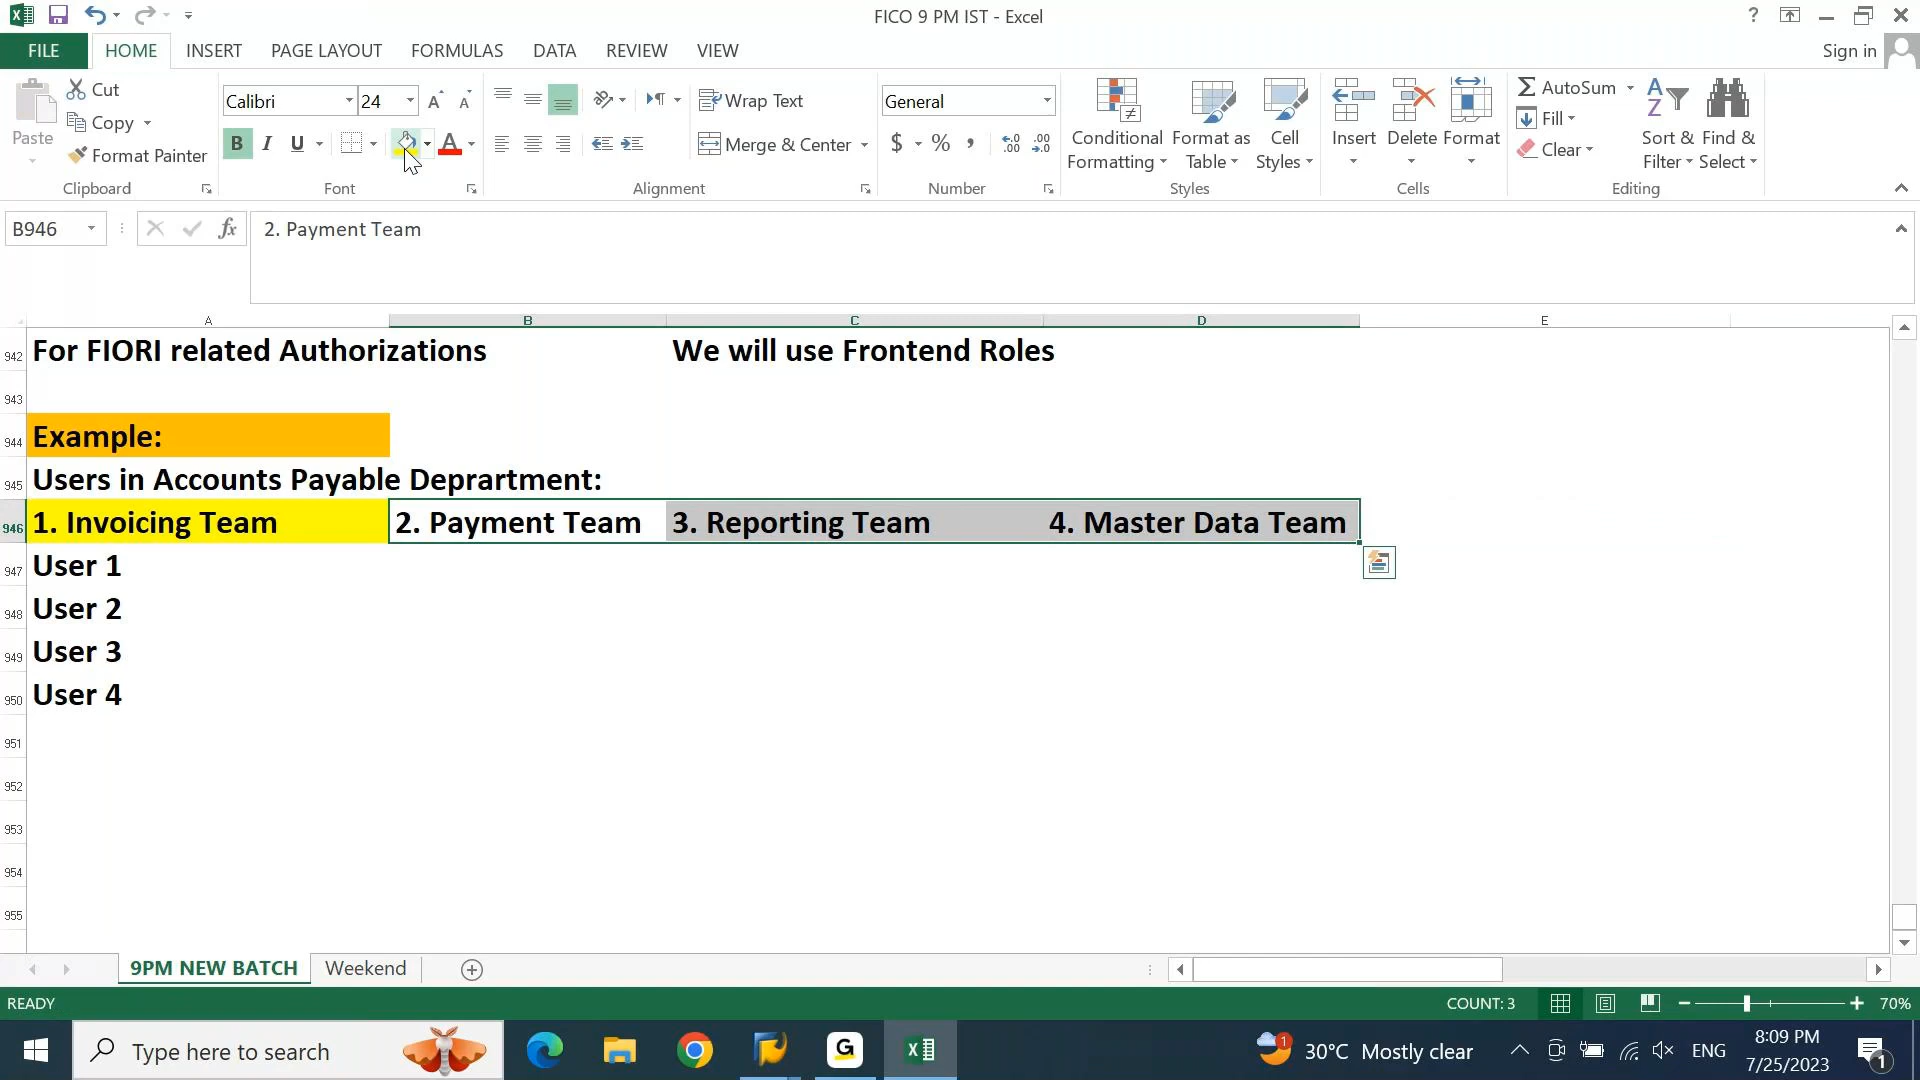 FICO 9 PM IST - Excel
?
FILE HOME INSERT PAGE LAYOUT FORMULAS DATA REVIEW VIEW Sign in
Paste Cut Copy Format Painter Clipboard
Calibri 24 A A B I U A Font
Wrap Text Merge & Center Alignment
General $ % , .00 .0 Number
Conditional Formatting Format as Table Cell Styles Styles
Insert Delete Format Cells
AutoSum Fill Clear Sort & Filter Find & Select Editing
B946 fx 2. Payment Team
A B C D E
942 For FIORI related Authorizations We will use Frontend Roles
943
944 Example:
945 Users in Accounts Payable Deprartment:
946 1. Invoicing Team 2. Payment Team 3. Reporting Team 4. Master Data Team
947 User 1
948 User 2
949 User 3
950 User 4
951
952
953
954
955
9PM NEW BATCH Weekend
READY COUNT: 3 70%
Type here to search G 1 30°C Mostly clear ENG 8:09 PM 1
7/25/2023